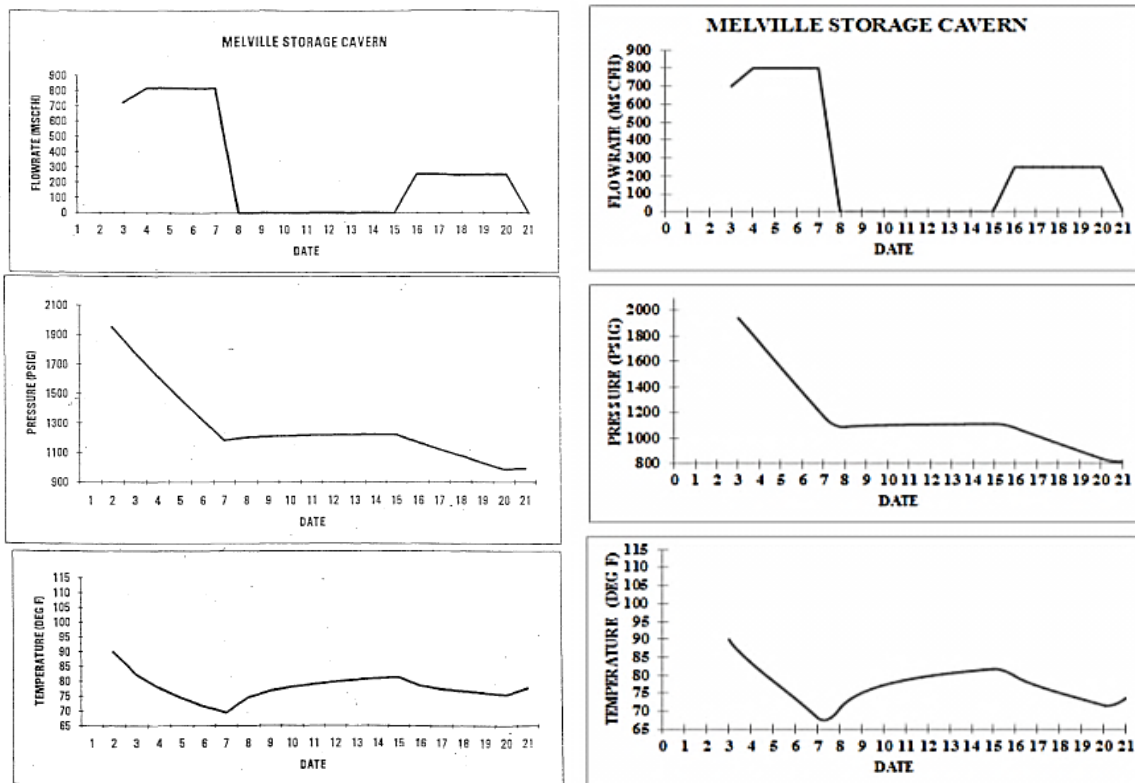 MELVILLE STORAGE CAVERN
FLOWRATE (MSCFH)
900
800
700
600
500
400
300
200
100
0
1 2 3 4 5 6 7 8 9 10 11 12 13 14 15 16 17 18 19 20 21
DATE
MELVILLE STORAGE CAVERN
FLOWRATE (MSCFH)
900
800
700
600
500
400
300
200
100
0
0 1 2 3 4 5 6 7 8 9 10 11 12 13 14 15 16 17 18 19 20 21
DATE
PRESSURE (PSIG)
2100
1900
1700
1500
1300
1100
900
1 2 3 4 5 6 7 8 9 10 11 12 13 14 15 16 17 18 19 20 21
DATE
PRESSURE (PSIG)
2000
1800
1600
1400
1200
1000
800
0 1 2 3 4 5 6 7 8 9 10 11 12 13 14 15 16 17 18 19 20 21
DATE
TEMPERATURE (DEG F)
115
110
105
100
95
90
85
80
75
70
65
1 2 3 4 5 6 7 8 9 10 11 12 13 14 15 16 17 18 19 20 21
DATE
TEMPERATURE (DEG F)
115
110
105
100
95
90
85
80
75
70
65
0 1 2 3 4 5 6 7 8 9 10 11 12 13 14 15 16 17 18 19 20 21
DATE